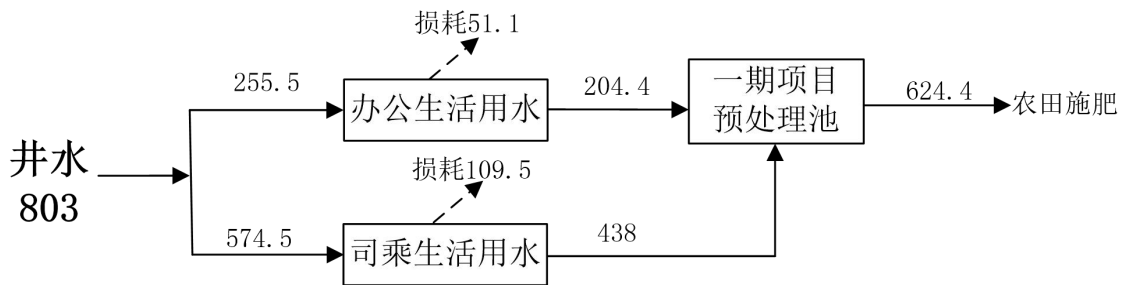 损耗51.1
255.5
办公生活用水
204.4
一期项目
预处理池
624.4
农田施肥
井水
803
损耗109.5
574.5
司乘生活用水
438